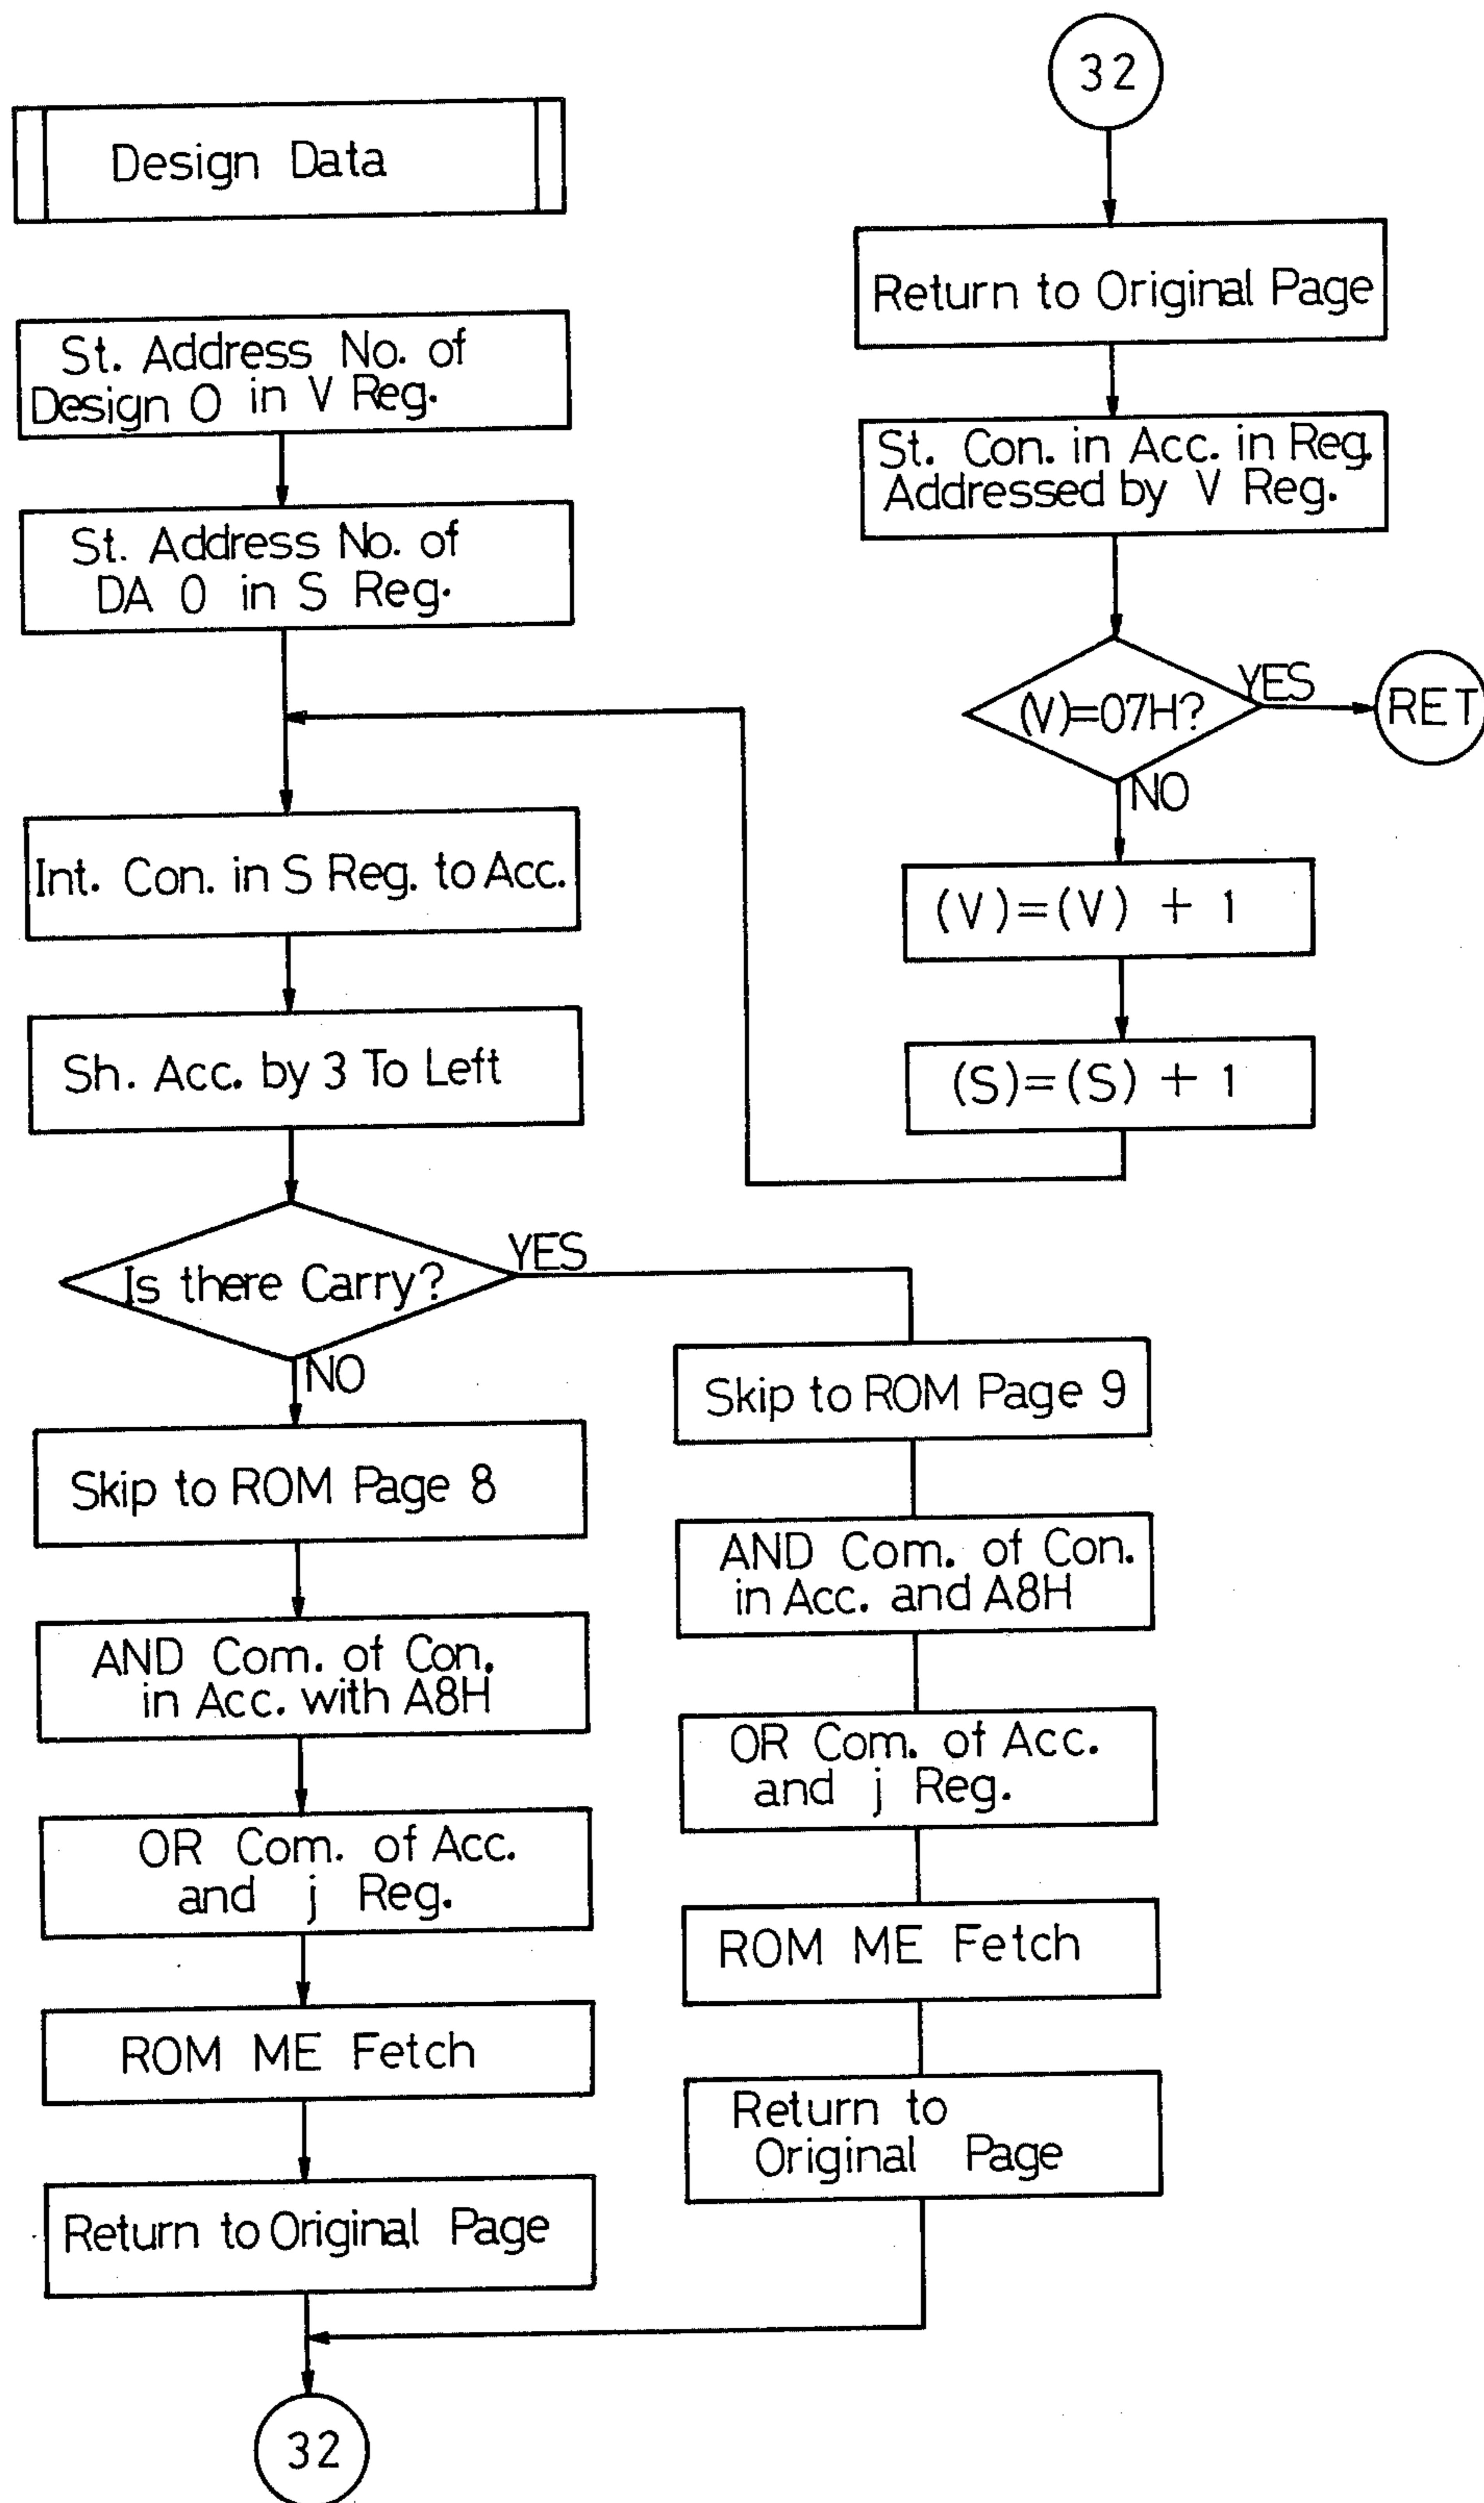 Design Data
St. Address No. of
Design 0 in V Reg.
St. Address No. of
DA 0 in S Reg.
Int. Con. in S Reg. to Acc.
Sh. Acc. by 3 To Left
Is there Carry?
YES
NO
Skip to ROM Page 8
AND Com. of Con.
in Acc. with A8H
OR Com. of Acc.
and j Reg.
ROM ME Fetch
Return to Original Page
32
Skip to ROM Page 9
AND Com. of Con.
in Acc. and A8H
OR Com. of Acc.
and j Reg.
ROM ME Fetch
Return to
Original Page
32
Return to Original Page
St. Con. in Acc. in Reg.
Addressed by V Reg.
(V)=07H?
YES
RET
NO
(V)=(V) + 1
(S)=(S) + 1